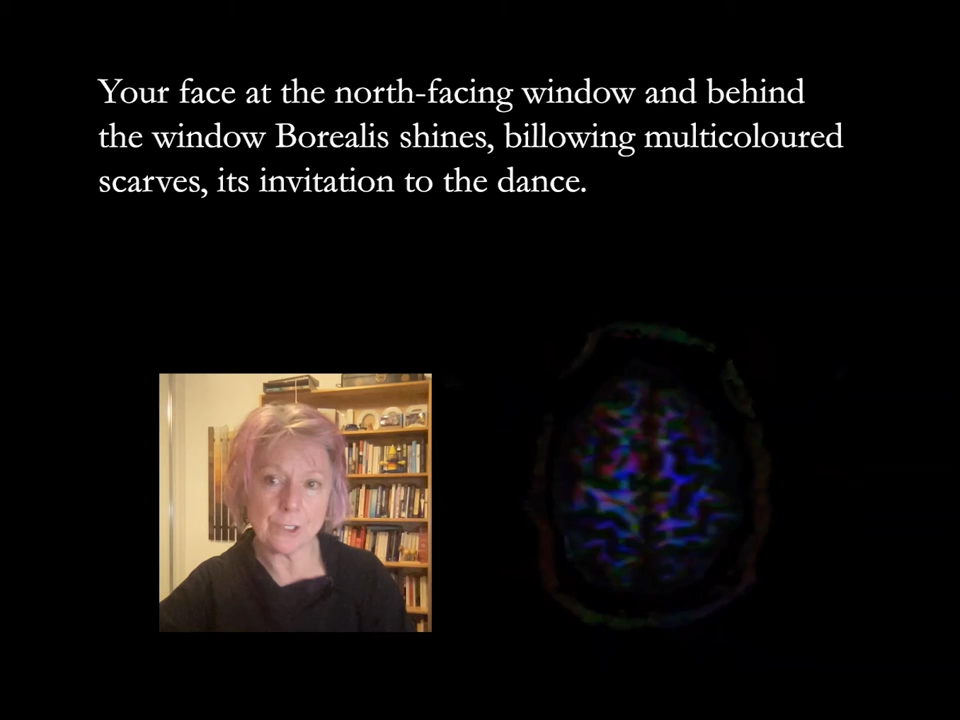 Your face at the north-facing window and behind
the window Borealis shines, billowing multicoloured
scarves, its invitation to the dance.